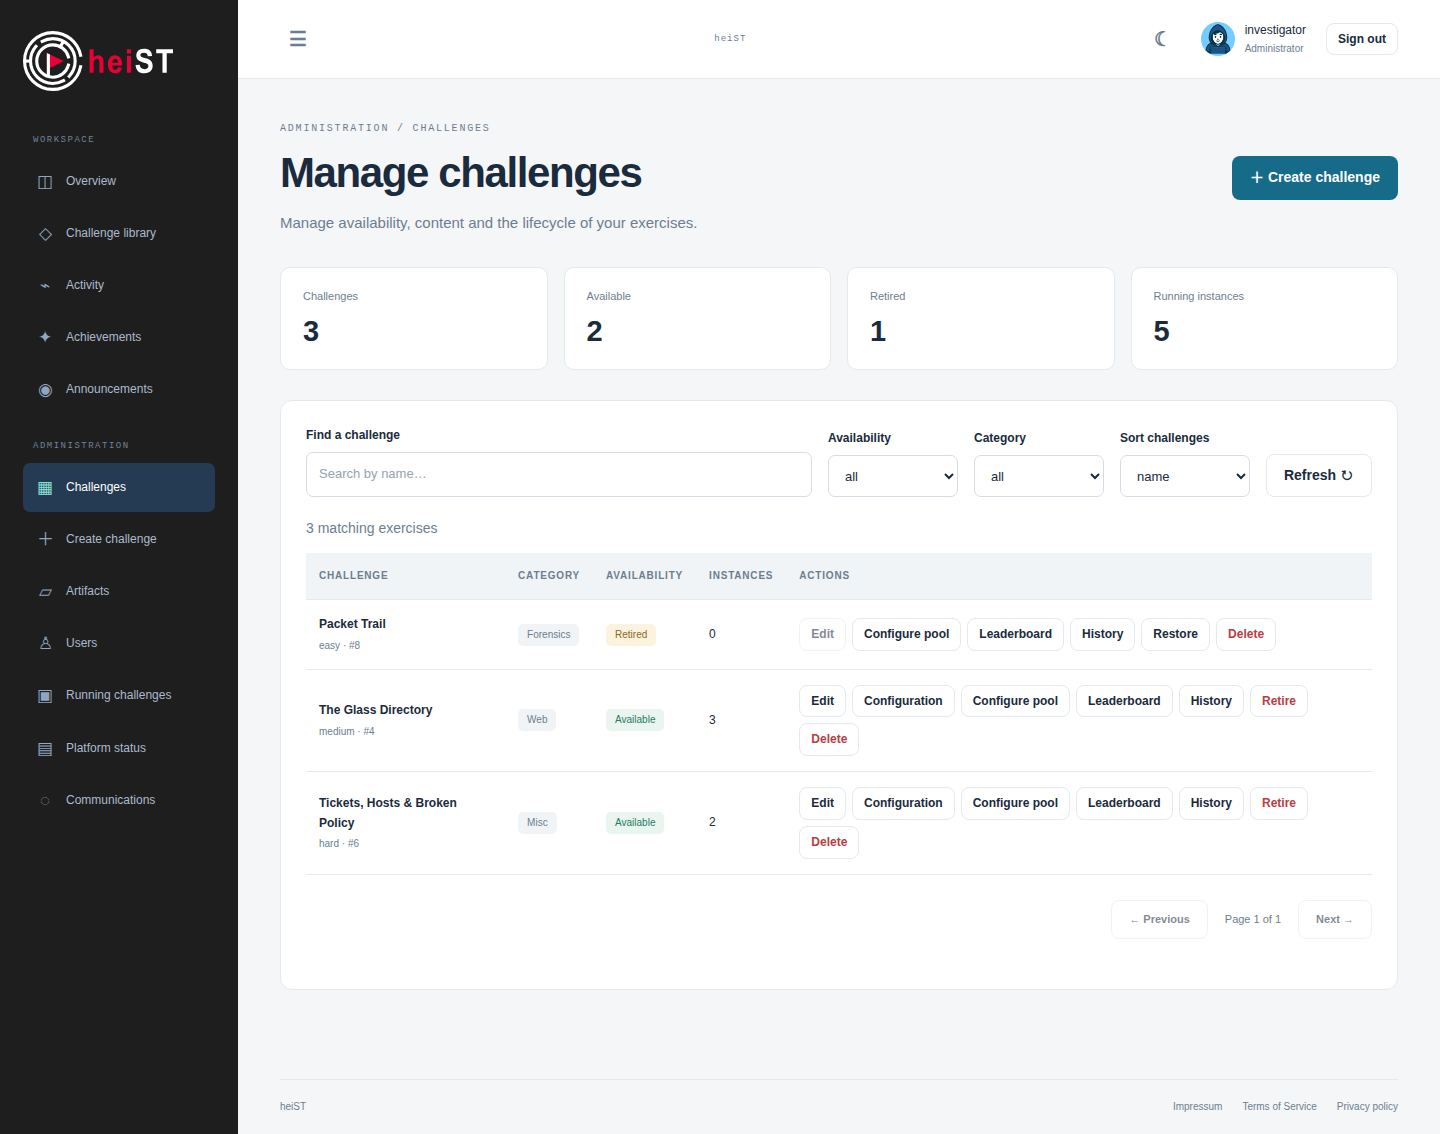 heiST
WORKSPACE
Overview
Challenge library
Activity
Achievements
Announcements
ADMINISTRATION
Challenges
Create challenge
Artifacts
Users
Running challenges
Platform status
Communications
heiST
investigator
Administrator
Sign out
ADMINISTRATION / CHALLENGES
Manage challenges
+ Create challenge
Manage availability, content and the lifecycle of your exercises.
Challenges
3
Available
2
Retired
1
Running instances
5
Find a challenge
Search by name…
Availability
all
Category
all
Sort challenges
name
Refresh ↻
3 matching exercises
CHALLENGE CATEGORY AVAILABILITY INSTANCES ACTIONS
Packet Trail
easy · #8
Forensics Retired 0 Edit Configure pool Leaderboard History Restore Delete
The Glass Directory
medium · #4
Web Available 3 Edit Configuration Configure pool Leaderboard History Retire
Delete
Tickets, Hosts & Broken
Policy
hard · #6
Misc Available 2 Edit Configuration Configure pool Leaderboard History Retire
Delete
← Previous Page 1 of 1 Next →
heiST Impressum Terms of Service Privacy policy